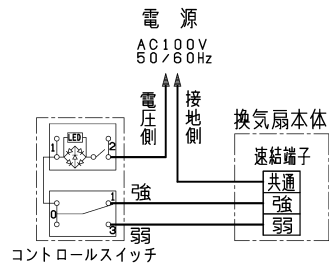 電源
AC100V
50/60Hz
電圧側
接地側
換気扇本体
速結端子
共通
強
弱
LED
1
2
強
1
0
3
弱
コントロールスイッチ